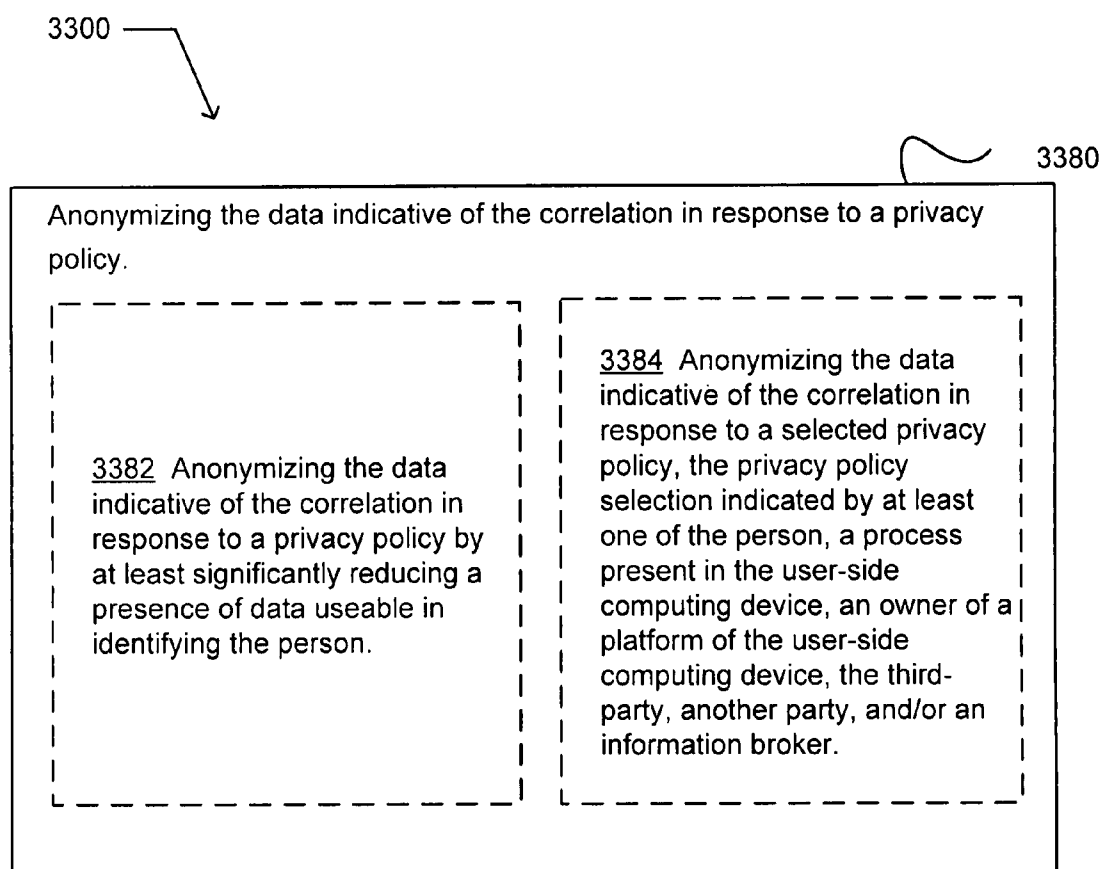 3300
3380
Anonymizing the data indicative of the correlation in response to a privacy
policy.
3382 Anonymizing the data
indicative of the correlation in
response to a privacy policy by
at least significantly reducing a
presence of data useable in
identifying the person.
3384 Anonymizing the data
indicative of the correlation in
response to a selected privacy
policy, the privacy policy
selection indicated by at least
one of the person, a process
present in the user-side
computing device, an owner of a
platform of the user-side
computing device, the third-
party, another party, and/or an
information broker.